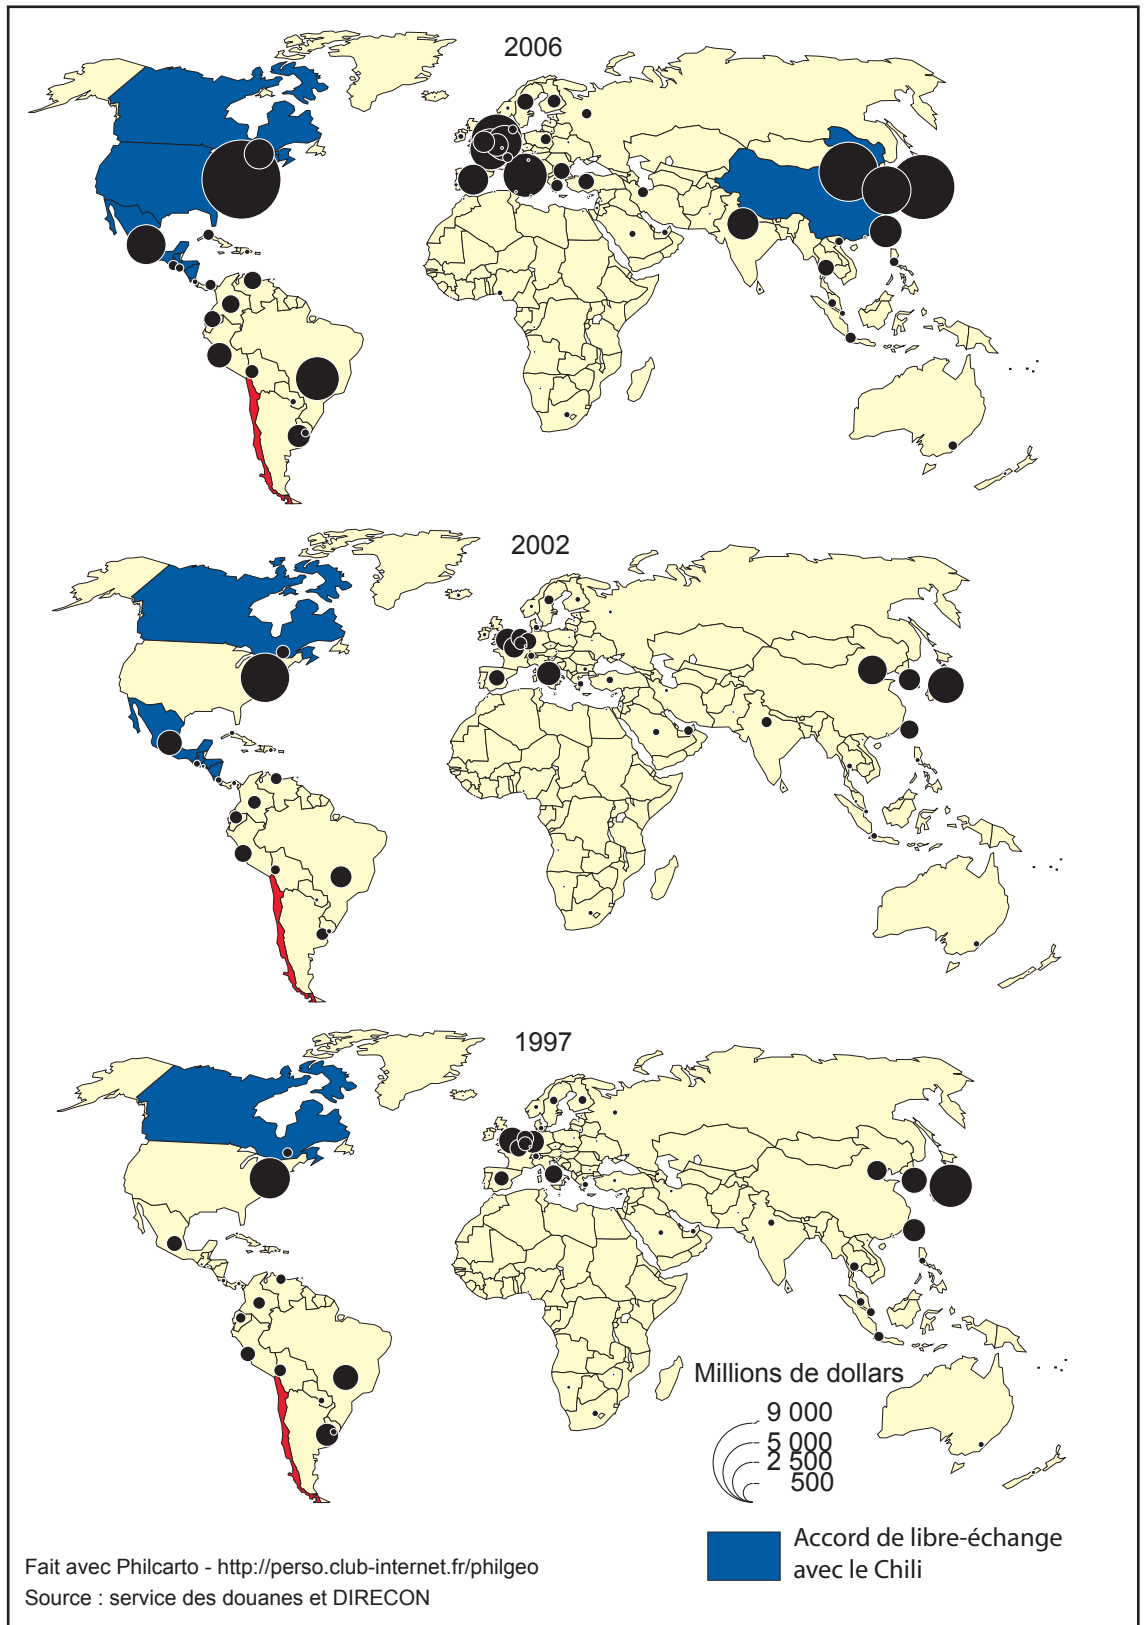 2006
2002
1997
Millions de dollars
9 000
5 000
2 500
500
Accord de libre-échange
avec le Chili
Fait avec Philcarto - http://perso.club-internet.fr/philgeo
Source : service des douanes et DIRECON